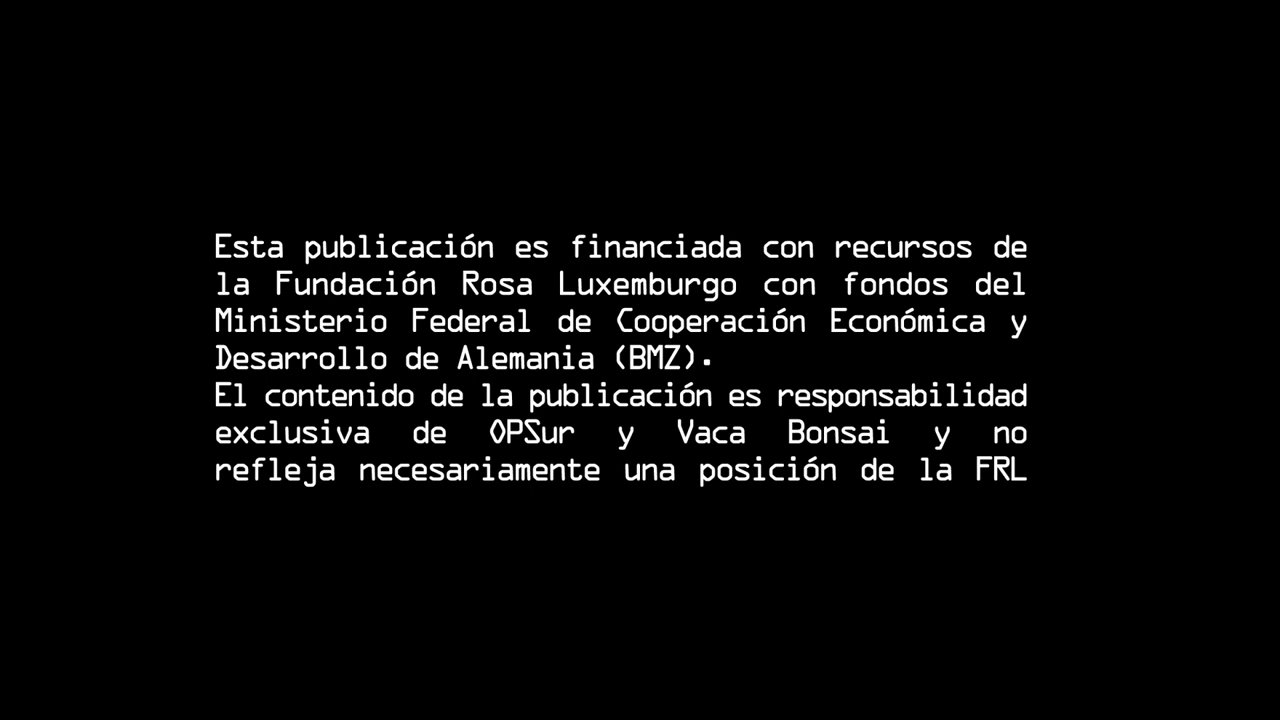 Esta publicación es financiada con recursos de
la Fundación Rosa Luxemburgo con fondos del
Ministerio Federal de Cooperación Económica y
Desarrollo de Alemania (BMZ).
El contenido de la publicación es responsabilidad
exclusiva de OPSur y Vaca Bonsai y no
refleja necesariamente una posición de la FRL